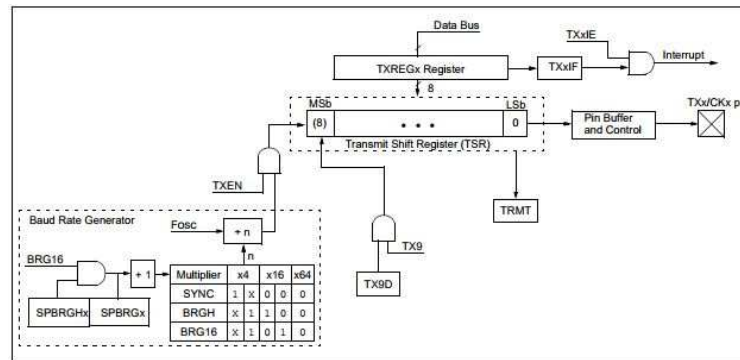 Data Bus
TXxIE
Interrupt
TXREGx Register
TXxIF
8
MSb
LSb
TXx/CKx p
(8)
• • •
0
Pin Buffer
and Control
Transmit Shift Register (TSR)
TXEN
TRMT
Baud Rate Generator
Fosc
÷ n
TX9
n
BRG16
+ 1
Multiplier x4 x16 x64
TX9D
SYNC 1 X 0 0 0
SPBRGHx SPBRGx
BRGH X 1 1 0 0
BRG16 X 1 0 1 0